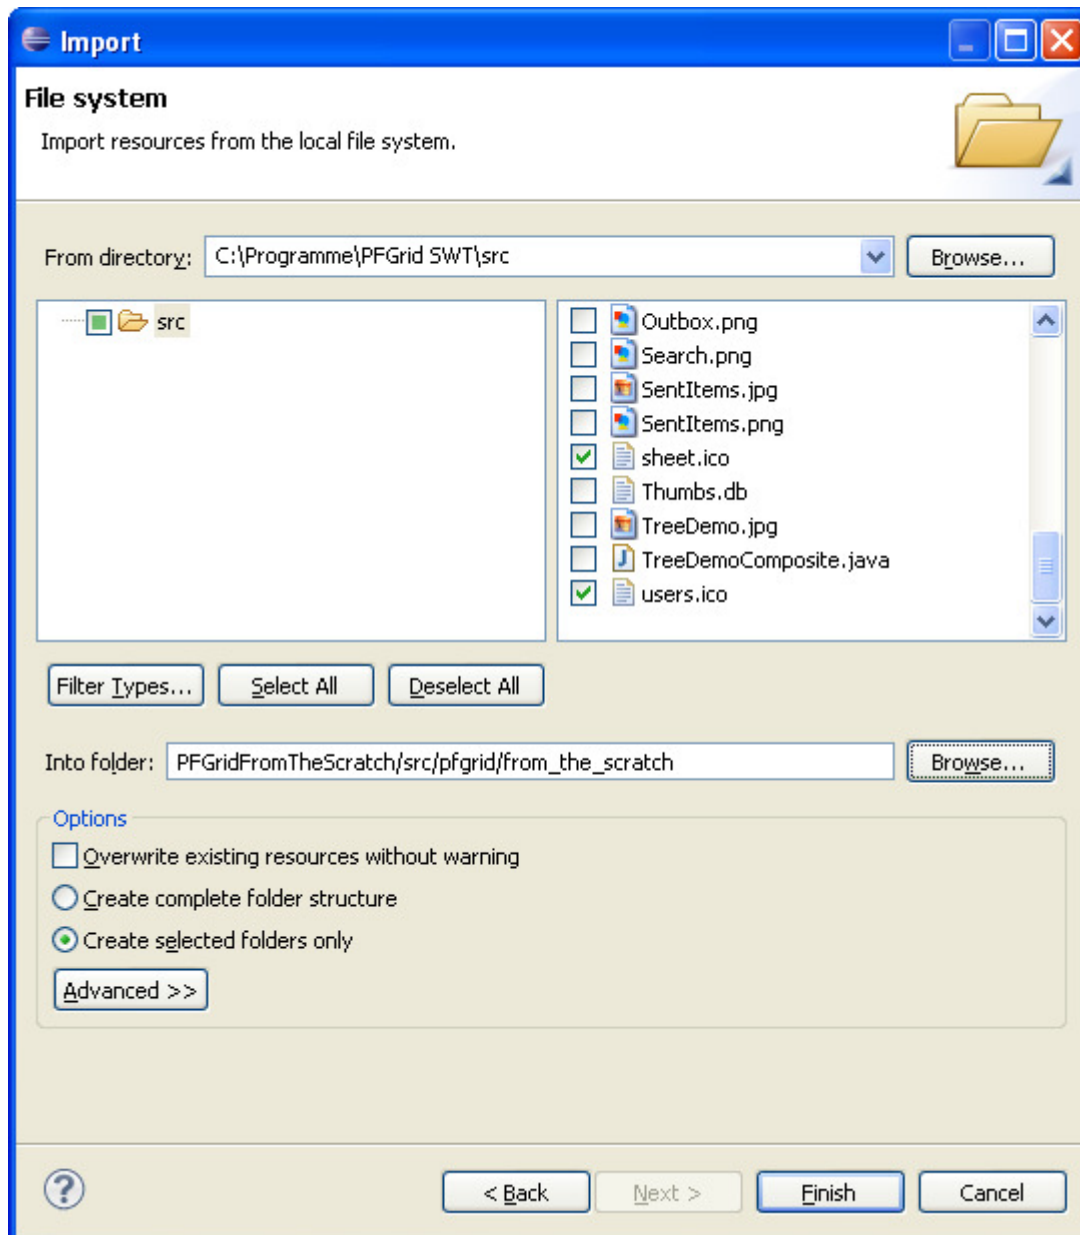 Import
File system
Import resources from the local file system.
From directory: C:\Programme\PFGrid SWT\src Browse...
src
Outbox.png
Search.png
SentItems.jpg
SentItems.png
sheet.ico
Thumbs.db
TreeDemo.jpg
TreeDemoComposite.java
users.ico
Filter Types... Select All Deselect All
Into folder: PFGridFromTheScratch/src/pfgrid/from_the_scratch Browse...
Options
Overwrite existing resources without warning
Create complete folder structure
Create selected folders only
Advanced >>
? < Back Next > Finish Cancel